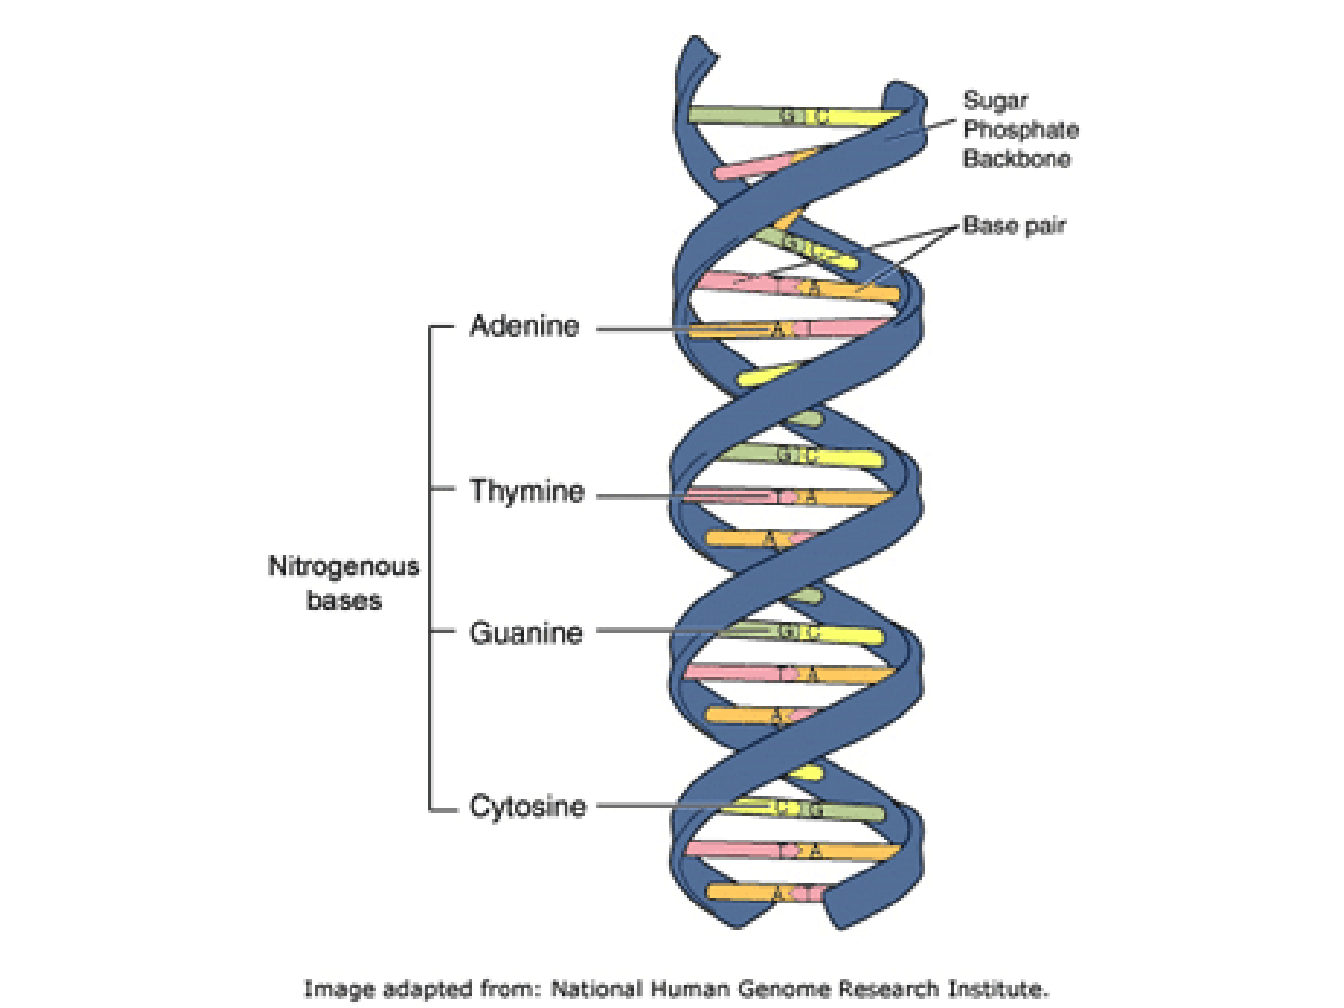 G C
Sugar
Phosphate
Backbone
G
Base pair
A
Adenine
A
G C
Thymine
T A
A
Nitrogenous
bases
Guanine
G C
T A
A
Cytosine
C G
T A
A T
Image adapted from: National Human Genome Research Institute.